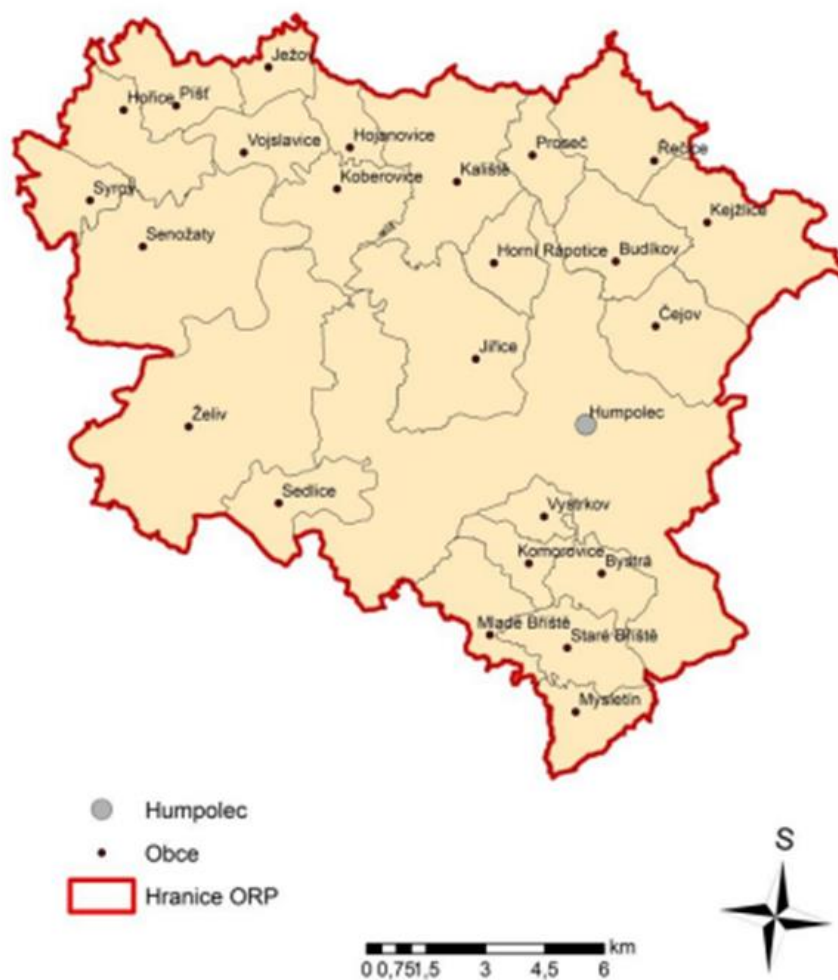 Ježov
Hořice
Píšť
Vojslavice
Hojanovice
Proseč
Řečice
Kaliště
Koberovice
Syrov
Kejžlice
Senožaty
Horní Rápotice
Budíkov
Čejov
Jiřice
Humpolec
Želiv
Sedlice
Vystrkov
Komorovice
Bystrá
Mladé Bříště
Staré Bříště
Mysletín
Humpolec
Obce
Hranice ORP
S
km
0 0,75 1,5 3 4,5 6